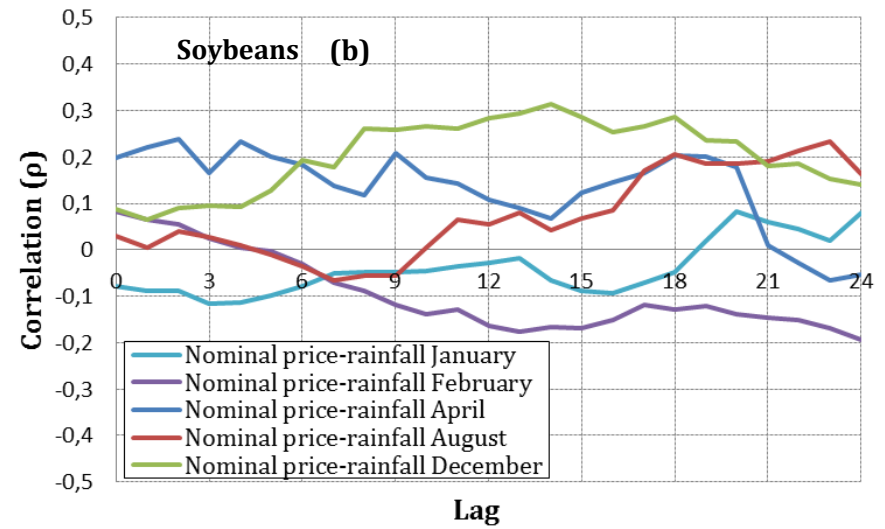 0,5
Soybeans (b)
0,4
0,3
0,2
0,1
0
-0,1
-0,2
-0,3
-0,4
-0,5
Correlation (ρ)
0 3 6 9 12 15 18 21 24
Nominal price-rainfall January
Nominal price-rainfall February
Nominal price-rainfall April
Nominal price-rainfall August
Nominal price-rainfall December
Lag